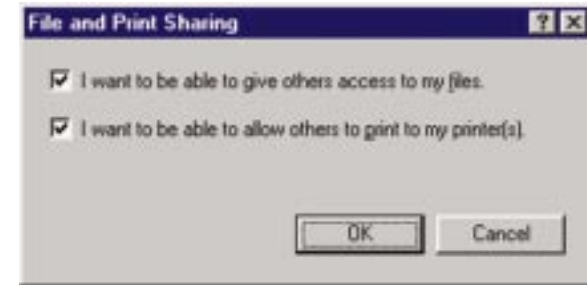 File and Print Sharing
I want to be able to give others access to my files.
I want to be able to allow others to print to my printer(s).
OK Cancel